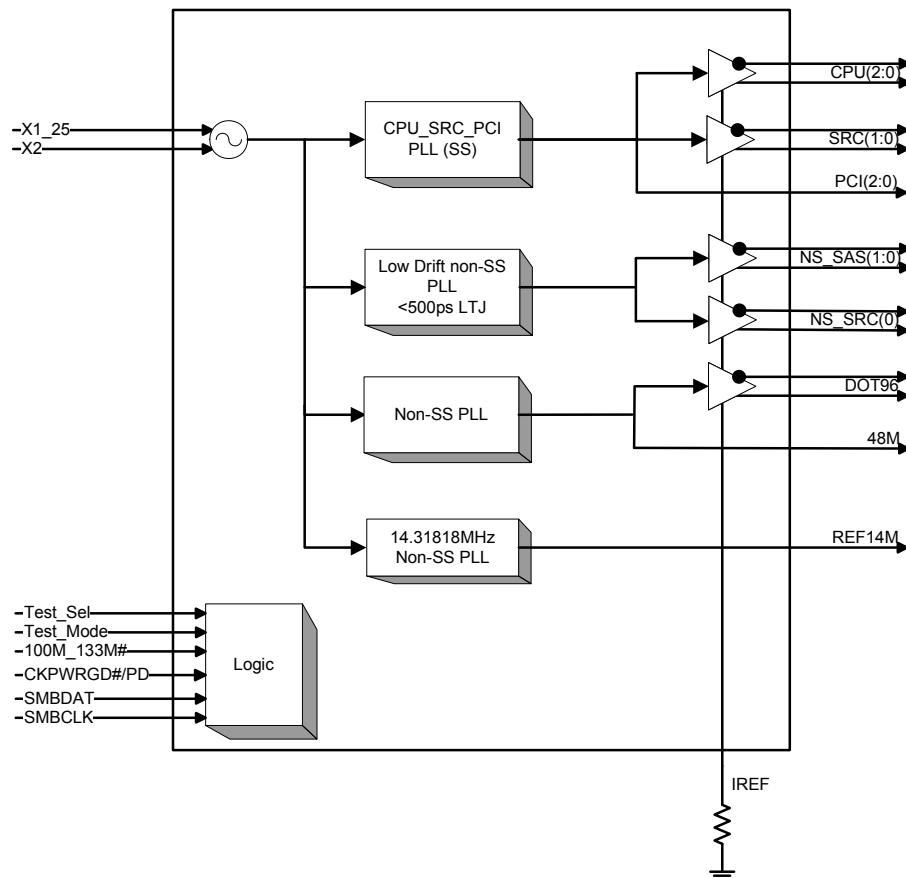 X1_25
X2
CPU_SRC_PCI
PLL (SS)
CPU(2:0)
SRC(1:0)
PCI(2:0)
Low Drift non-SS
PLL
<500ps LTJ
NS_SAS(1:0)
NS_SRC(0)
Non-SS PLL
DOT96
48M
14.31818MHz
Non-SS PLL
REF14M
Test_Sel
Test_Mode
100M_133M#
CKPWRGD#/PD
SMBDAT
SMBCLK
Logic
IREF